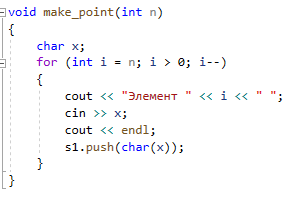 void make_point(int n)
{
char x;
for (int i = n; i > 0; i--)
{
cout << "Элемент " << i << " ";
cin >> x;
cout << endl;
s1.push(char(x));
}
}